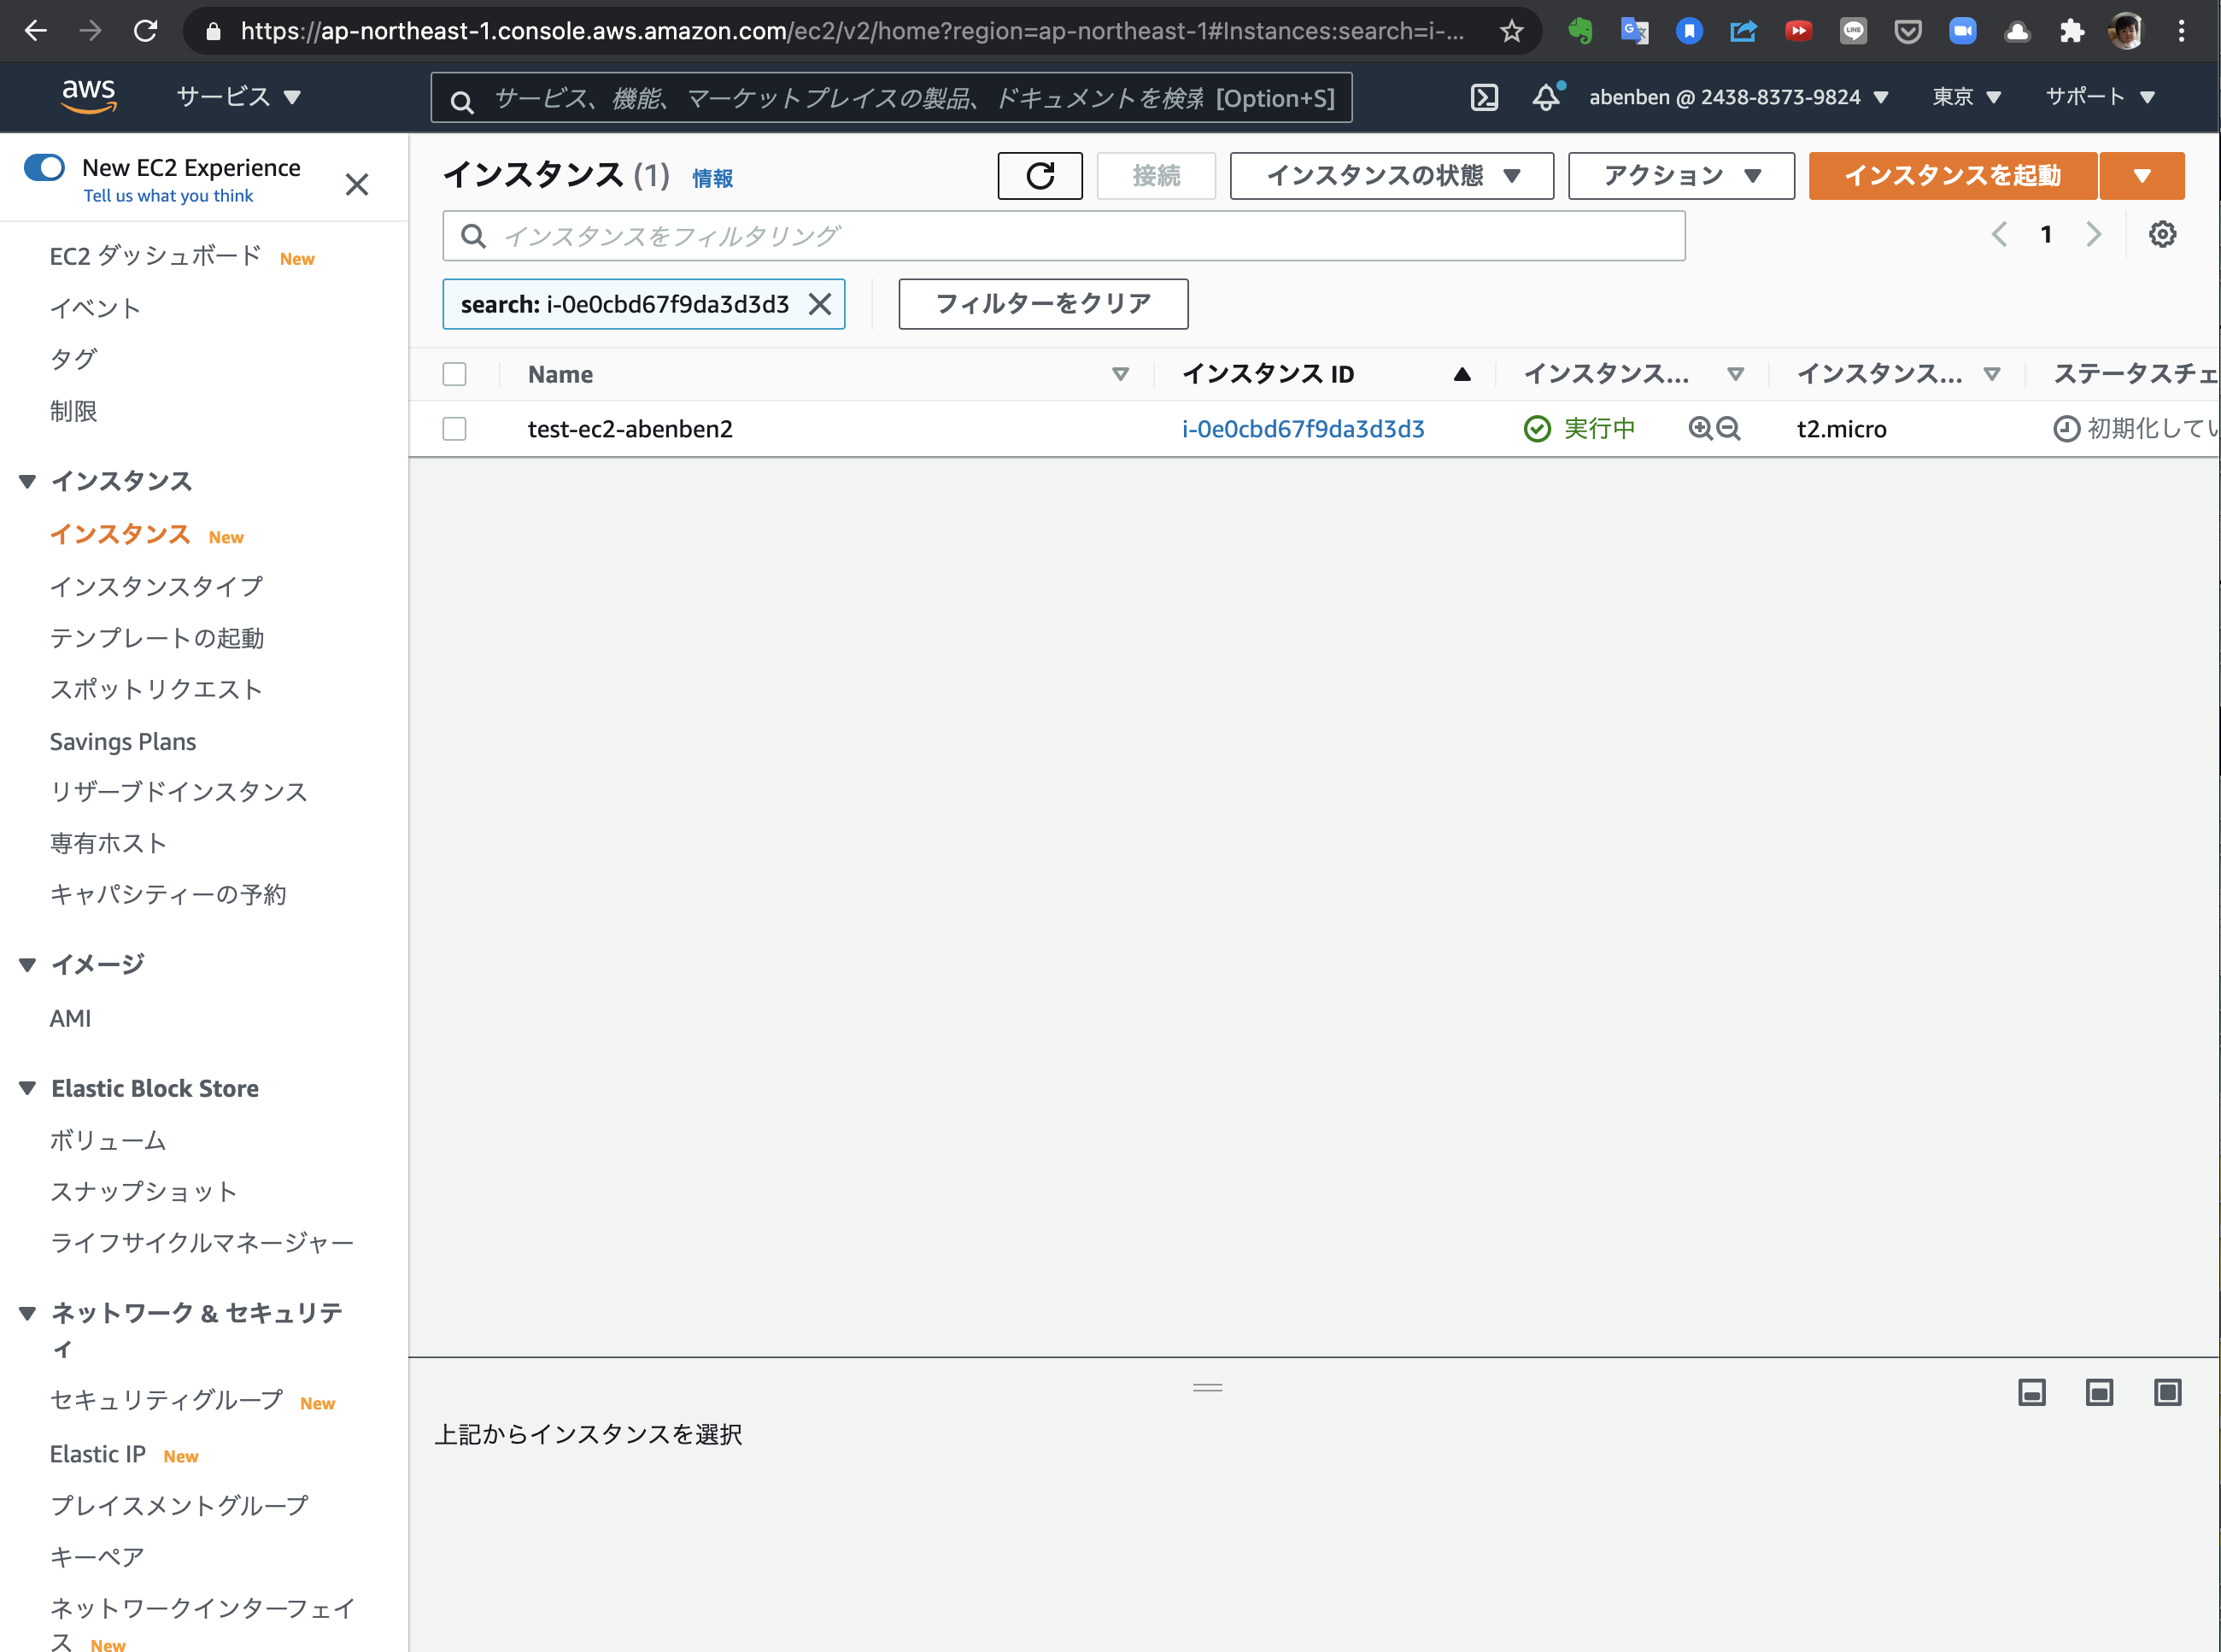 https://ap-northeast-1.console.aws.amazon.com/ec2/v2/home?region=ap-northeast-1#Instances:search=i-...
aws
サービス
サービス、機能、マーケットプレイスの製品、ドキュメントを検索 [Option+S]
abenben @ 2438-8373-9824
東京
サポート
New EC2 Experience
Tell us what you think
EC2 ダッシュボード New
イベント
タグ
制限
インスタンス
インスタンス New
インスタンスタイプ
テンプレートの起動
スポットリクエスト
Savings Plans
リザーブドインスタンス
専有ホスト
キャパシティーの予約
イメージ
AMI
Elastic Block Store
ボリューム
スナップショット
ライフサイクルマネージャー
ネットワーク & セキュリテ
ィ
セキュリティグループ New
Elastic IP New
プレイスメントグループ
キーペア
ネットワークインターフェイ
ス New
インスタンス (1) 情報
接続
インスタンスの状態
アクション
インスタンスを起動
インスタンスをフィルタリング
1
search: i-0e0cbd67f9da3d3d3
フィルターをクリア
Name インスタンス ID インスタンス... インスタンス... ステータスチェ
test-ec2-abenben2 i-0e0cbd67f9da3d3d3 実行中 t2.micro 初期化してい
上記からインスタンスを選択